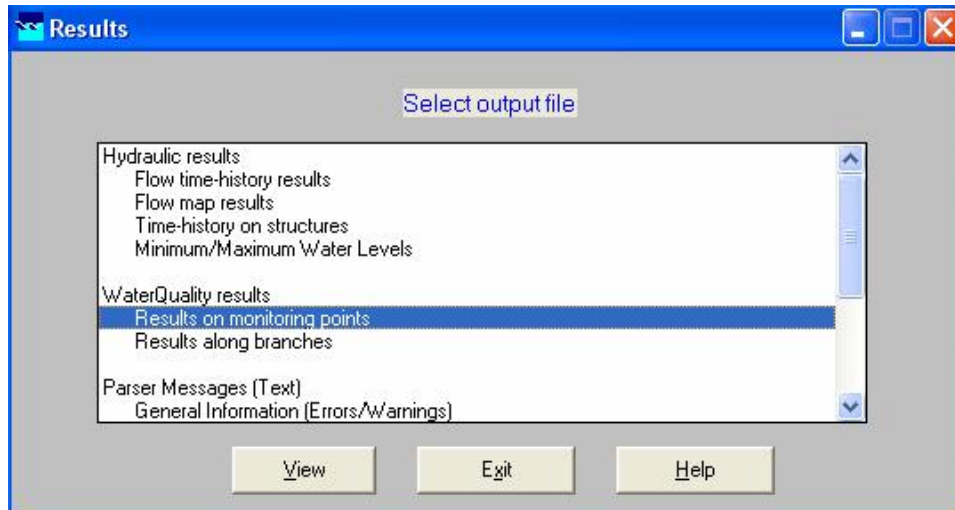 Results
Select output file
Hydraulic results
Flow time-history results
Flow map results
Time-history on structures
Minimum/Maximum Water Levels
WaterQuality results
Results on monitoring points
Results along branches
Parser Messages (Text)
General Information (Errors/Warnings)
View Exit Help